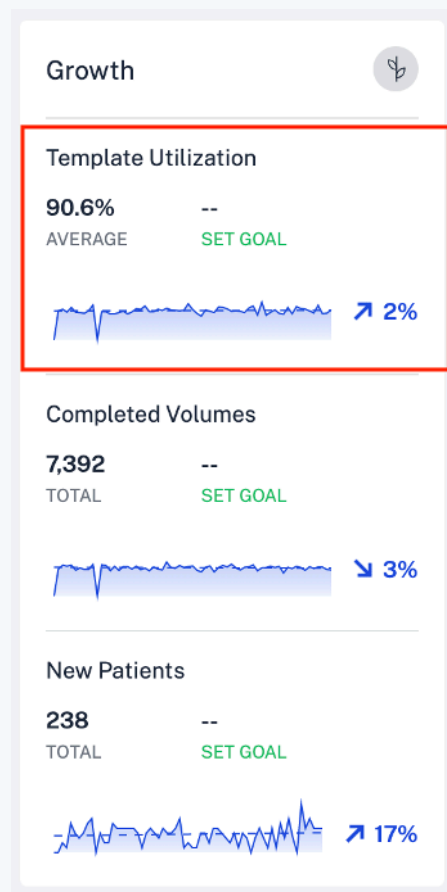 Growth
Template Utilization
90.6% --
AVERAGE SET GOAL
2%
Completed Volumes
7,392 --
TOTAL SET GOAL
3%
New Patients
238 --
TOTAL SET GOAL
17%